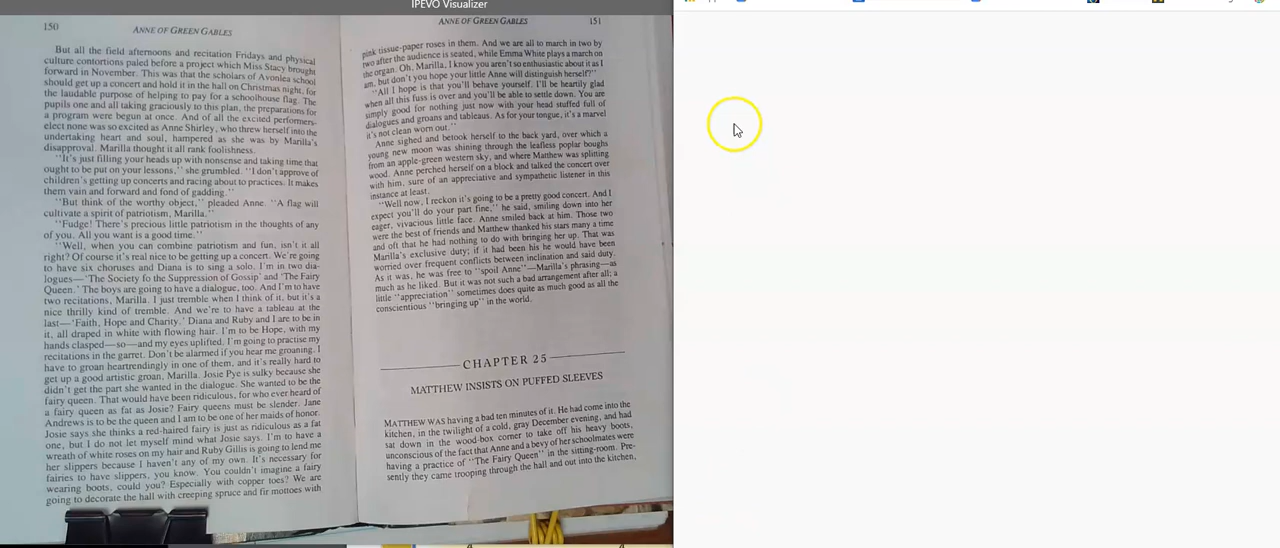 IPEVO Visualizer
150
ANNE OF GREEN GABLES
But all the field afternoons and recitation Fridays and physical
culture contortions paled before a project which Miss Stacy brought
forward in November. This was that the scholars of Avonlea school
should get up a concert and hold it in the hall on Christmas night, for
the laudable purpose of helping to pay for a schoolhouse flag. The
pupils one and all taking graciously to this plan, the preparations for
a program were begun at once. And of all the excited performers-
elect none was so excited as Anne Shirley, who threw herself into the
undertaking heart and soul, hampered as she was by Marilla's
disapproval. Marilla thought it all rank foolishness.
"It's just filling your heads up with nonsense and taking time that
ought to be put on your lessons," she grumbled. "I don't approve of
children's getting up concerts and racing about to practices. It makes
them vain and forward and fond of gadding."
"But think of the worthy object," pleaded Anne. "A flag will
cultivate a spirit of patriotism, Marilla."
"Fudge! There's precious little patriotism in the thoughts of any
of you. All you want is a good time."
"Well, when you can combine patriotism and fun, isn't it all
right? Of course it's real nice to be getting up a concert. We're going
to have six choruses and Diana is to sing a solo. I'm in two dia-
logues—'The Society fo the Suppression of Gossip' and 'The Fairy
Queen.' The boys are going to have a dialogue, too. And I'm to have
two recitations, Marilla. I just tremble when I think of it, but it's a
nice thrilly kind of tremble. And we're to have a tableau at the
last—'Faith, Hope and Charity.' Diana and Ruby and I are to be in
it, all draped in white with flowing hair. I'm to be Hope, with my
hands clasped—so—and my eyes uplifted. I'm going to practise my
recitations in the garret. Don't be alarmed if you hear me groaning. I
have to groan heartrendingly in one of them, and it's really hard to
get up a good artistic groan, Marilla. Josie Pye is sulky because she
didn't get the part she wanted in the dialogue. She wanted to be the
fairy queen. That would have been ridiculous, for who ever heard of
a fairy queen as fat as Josie? Fairy queens must be slender. Jane
Andrews is to be the queen and I am to be one of her maids of honor.
Josie says she thinks a red-haired fairy is just as ridiculous as a fat
one, but I do not let myself mind what Josie says. I'm to have a
wreath of white roses on my hair and Ruby Gillis is going to lend me
her slippers because I haven't any of my own. It's necessary for
fairies to have slippers, you know. You couldn't imagine a fairy
wearing boots, could you? Especially with copper toes? We are
going to decorate the hall with creeping spruce and fir mottoes with
ANNE OF GREEN GABLES
151
pink tissue-paper roses in them. And we are all to march in two by
two after the audience is seated, while Emma White plays a march on
the organ. Oh, Marilla, I know you aren't so enthusiastic about it as I
am, but don't you hope your little Anne will distinguish herself?"
"All I hope is that you'll behave yourself. I'll be heartily glad
when all this fuss is over and you'll be able to settle down. You are
simply good for nothing just now with your head stuffed full of
dialogues and groans and tableaus. As for your tongue, it's a marvel
it's not clean worn out."
Anne sighed and betook herself to the back yard, over which a
young new moon was shining through the leafless poplar boughs
from an apple-green western sky, and where Matthew was splitting
wood. Anne perched herself on a block and talked the concert over
with him, sure of an appreciative and sympathetic listener in this
instance at least.
"Well now, I reckon it's going to be a pretty good concert. And I
expect you'll do your part fine," he said, smiling down into her
eager, vivacious little face. Anne smiled back at him. Those two
were the best of friends and Matthew thanked his stars many a time
and oft that he had nothing to do with bringing her up. That was
Marilla's exclusive duty; if it had been his he would have been
worried over frequent conflicts between inclination and said duty.
As it was, he was free to "spoil Anne"—Marilla's phrasing—as
much as he liked. But it was not such a bad arrangement after all; a
little "appreciation" sometimes does quite as much good as all the
conscientious "bringing up" in the world.
CHAPTER 25
MATTHEW INSISTS ON PUFFED SLEEVES
MATTHEW WAS having a bad ten minutes of it. He had come into the
kitchen, in the twilight of a cold, gray December evening, and had
sat down in the wood-box corner to take off his heavy boots,
unconscious of the fact that Anne and a bevy of her schoolmates were
having a practice of "The Fairy Queen" in the sitting-room. Pre-
sently they came trooping through the hall and out into the kitchen,